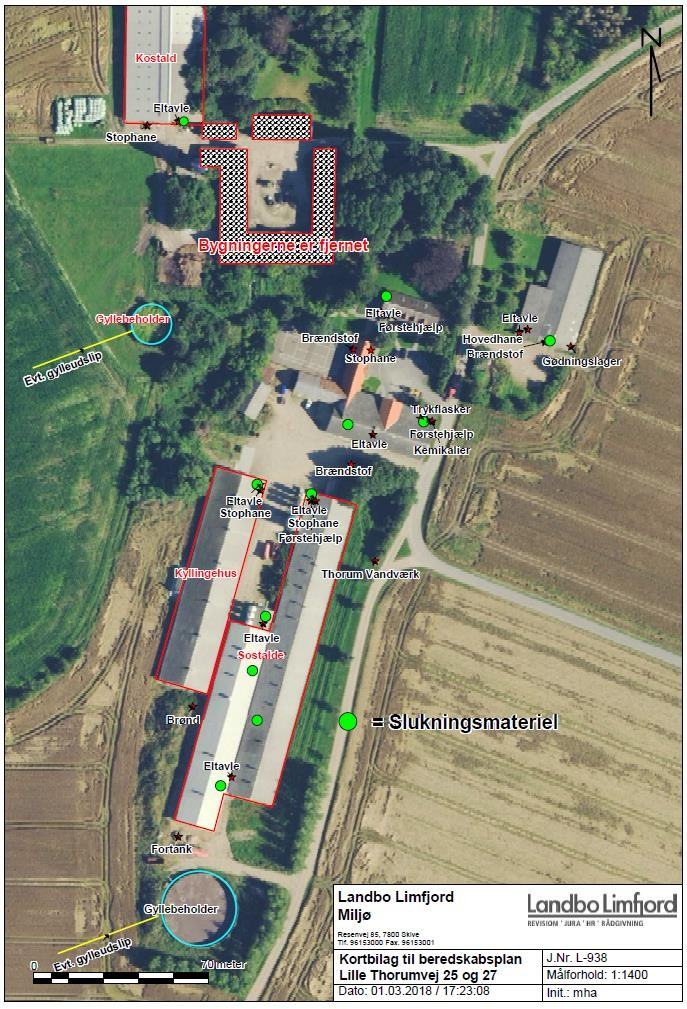 N
Kostald
Eltavle
Stophane
Bygningerne er fjernet
Gyllebeholder
Evt. gylleudslip
Eltavle
Førstehjælp
Brændstof
Stophane
Eltavle
Hovedhane
Brændstof
Gødningslager
Trykflasker
Førstehjælp
Kemikalier
Eltavle
Brændstof
Eltavle
Stophane
Eltavle
Stophane
Førstehjælp
Kyllingehus
Thorum Vandværk
Eltavle
Sostalde
Brønd
= Slukningsmateriel
Eltavle
Fortank
Gyllebeholder
Evt. gylleudslip
0 70 meter
Landbo Limfjord
Miljø
Resenvej 85, 7800 Skive
Tlf. 96153000 Fax. 96153001
Landbo Limfjord
REVISION ' JURA ' HR ' RÅDGIVNING
Kortbilag til beredskabsplan
Lille Thorumvej 25 og 27
Dato: 01.03.2018 / 17:23:08
J.Nr. L-938
Målforhold: 1:1400
Init.: mha